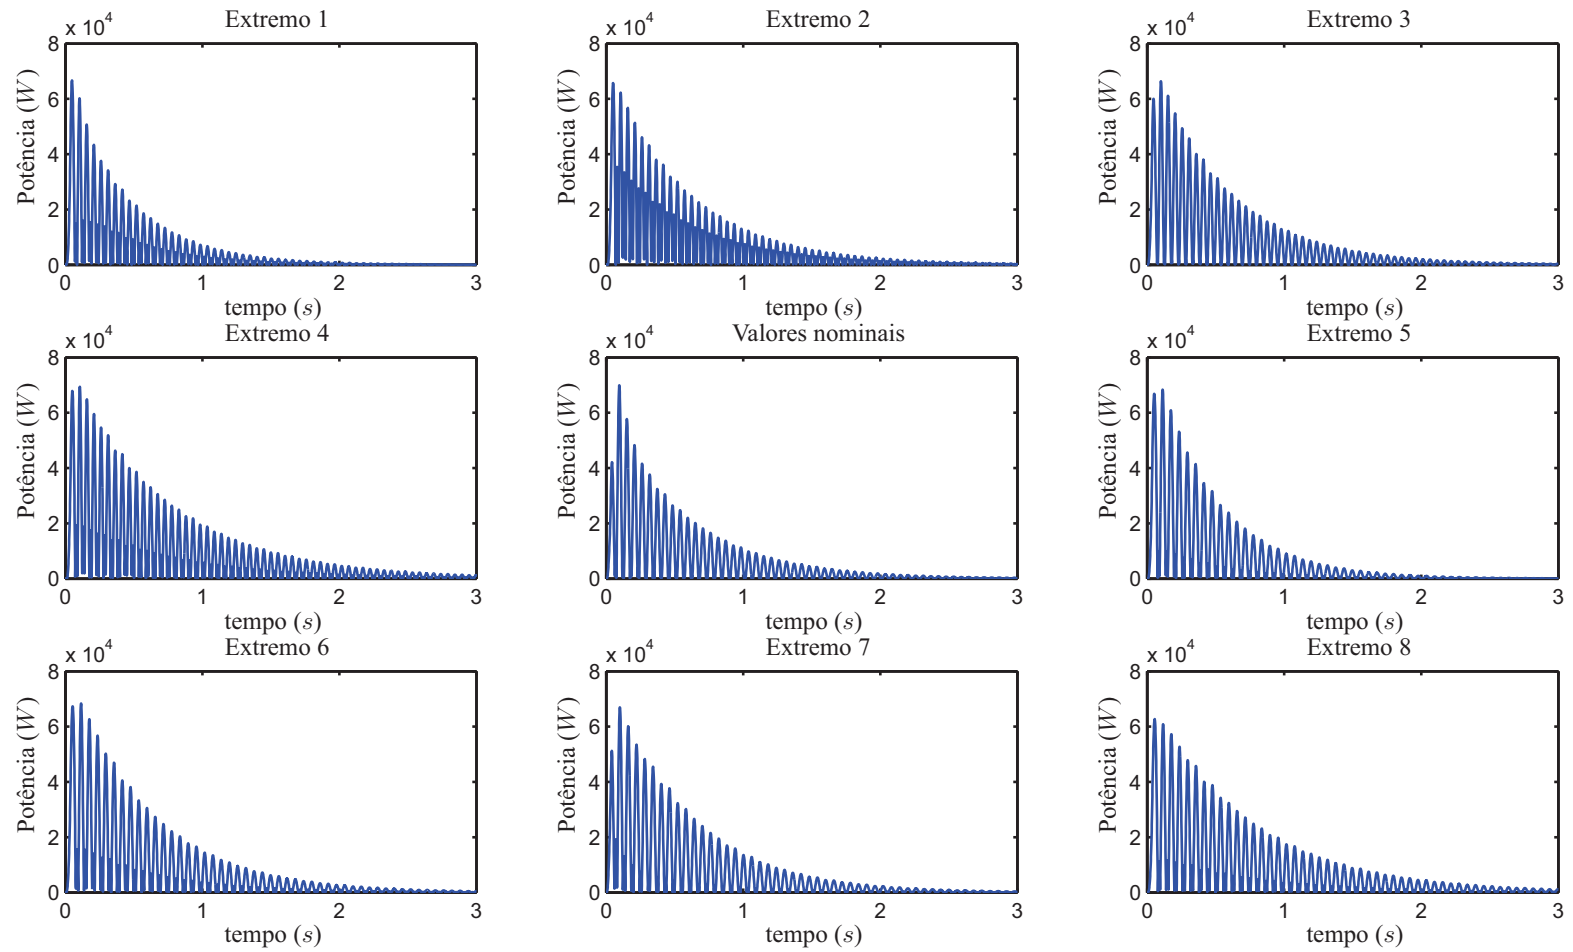 Extremo 1
x 10^4
Potência (W)
8
6
4
2
0
0 1 2 3
tempo (s)
Extremo 2
x 10^4
Potência (W)
8
6
4
2
0
0 1 2 3
tempo (s)
Extremo 3
x 10^4
Potência (W)
8
6
4
2
0
0 1 2 3
tempo (s)
Extremo 4
x 10^4
Potência (W)
8
6
4
2
0
0 1 2 3
tempo (s)
Valores nominais
x 10^4
Potência (W)
8
6
4
2
0
0 1 2 3
tempo (s)
Extremo 5
x 10^4
Potência (W)
8
6
4
2
0
0 1 2 3
tempo (s)
Extremo 6
x 10^4
Potência (W)
8
6
4
2
0
0 1 2 3
tempo (s)
Extremo 7
x 10^4
Potência (W)
8
6
4
2
0
0 1 2 3
tempo (s)
Extremo 8
x 10^4
Potência (W)
8
6
4
2
0
0 1 2 3
tempo (s)